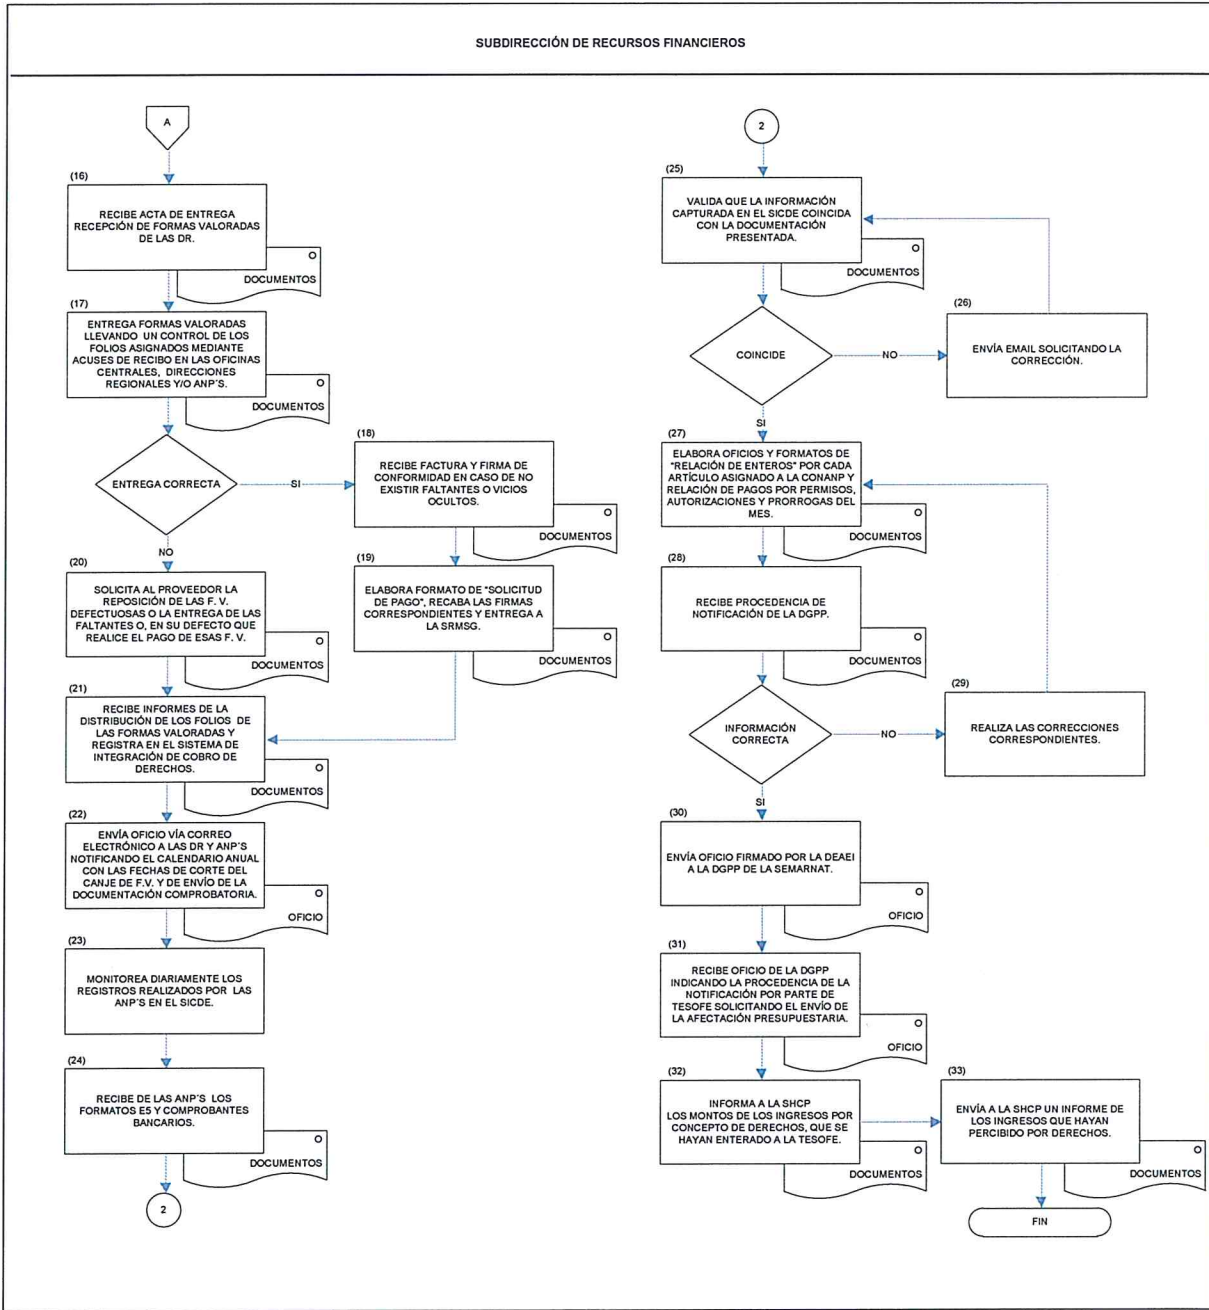 SUBDIRECCIÓN DE RECURSOS FINANCIEROS
A
(16)
RECIBE ACTA DE ENTREGA
RECEPCIÓN DE FORMAS VALORADAS
DE LAS DR.
O
DOCUMENTOS
(17)
ENTREGA FORMAS VALORADAS
LLEVANDO UN CONTROL DE LOS
FOLIOS ASIGNADOS MEDIANTE
ACUSES DE RECIBO EN LAS OFICINAS
CENTRALES, DIRECCIONES
REGIONALES Y/O ANP´S.
O
DOCUMENTOS
ENTREGA CORRECTA
SI
NO
(18)
RECIBE FACTURA Y FIRMA DE
CONFORMIDAD EN CASO DE NO
EXISTIR FALTANTES O VICIOS
OCULTOS.
O
DOCUMENTOS
(19)
ELABORA FORMATO DE "SOLICITUD
DE PAGO", RECABA LAS FIRMAS
CORRESPONDIENTES Y ENTREGA A
LA SRMSG.
O
DOCUMENTOS
(20)
SOLICITA AL PROVEEDOR LA
REPOSICIÓN DE LAS F. V.
DEFECTUOSAS O LA ENTREGA DE LAS
FALTANTES O, EN SU DEFECTO QUE
REALICE EL PAGO DE ESAS F. V.
O
DOCUMENTOS
(21)
RECIBE INFORMES DE LA
DISTRIBUCIÓN DE LOS FOLIOS DE
LAS FORMAS VALORADAS Y
REGISTRA EN EL SISTEMA DE
INTEGRACIÓN DE COBRO DE
DERECHOS.
O
DOCUMENTOS
(22)
ENVÍA OFICIO VÍA CORREO
ELECTRÓNICO A LAS DR Y ANP'S
NOTIFICANDO EL CALENDARIO ANUAL
CON LAS FECHAS DE CORTE DEL
CANJE DE F.V. Y DE ENVÍO DE LA
DOCUMENTACIÓN COMPROBATORIA.
O
OFICIO
(23)
MONITOREA DIARIAMENTE LOS
REGISTROS REALIZADOS POR LAS
ANP'S EN EL SICDE.
(24)
RECIBE DE LAS ANP´S LOS
FORMATOS E5 Y COMPROBANTES
BANCARIOS.
O
DOCUMENTOS
2
2
(25)
VALIDA QUE LA INFORMACIÓN
CAPTURADA EN EL SICDE COINCIDA
CON LA DOCUMENTACIÓN
PRESENTADA.
O
DOCUMENTOS
COINCIDE
NO
SI
(26)
ENVÍA EMAIL SOLICITANDO LA
CORRECCIÓN.
(27)
ELABORA OFICIOS Y FORMATOS DE
"RELACIÓN DE ENTEROS" POR CADA
ARTÍCULO ASIGNADO A LA CONANP Y
RELACIÓN DE PAGOS POR PERMISOS,
AUTORIZACIONES Y PRORROGAS DEL
MES.
O
DOCUMENTOS
(28)
RECIBE PROCEDENCIA DE
NOTIFICACIÓN DE LA DGPP.
O
DOCUMENTOS
INFORMACIÓN
CORRECTA
NO
SI
(29)
REALIZA LAS CORRECCIONES
CORRESPONDIENTES.
(30)
ENVÍA OFICIO FIRMADO POR LA DEAEI
A LA DGPP DE LA SEMARNAT.
O
OFICIO
(31)
RECIBE OFICIO DE LA DGPP
INDICANDO LA PROCEDENCIA DE LA
NOTIFICACIÓN POR PARTE DE
TESOFE SOLICITANDO EL ENVÍO DE
LA AFECTACIÓN PRESUPUESTARIA.
O
OFICIO
(32)
INFORMA A LA SHCP
LOS MONTOS DE LOS INGRESOS POR
CONCEPTO DE DERECHOS, QUE SE
HAYAN ENTERADO A LA TESOFE.
O
DOCUMENTOS
(33)
ENVÍA A LA SHCP UN INFORME DE
LOS INGRESOS QUE HAYAN
PERCIBIDO POR DERECHOS.
O
DOCUMENTOS
FIN